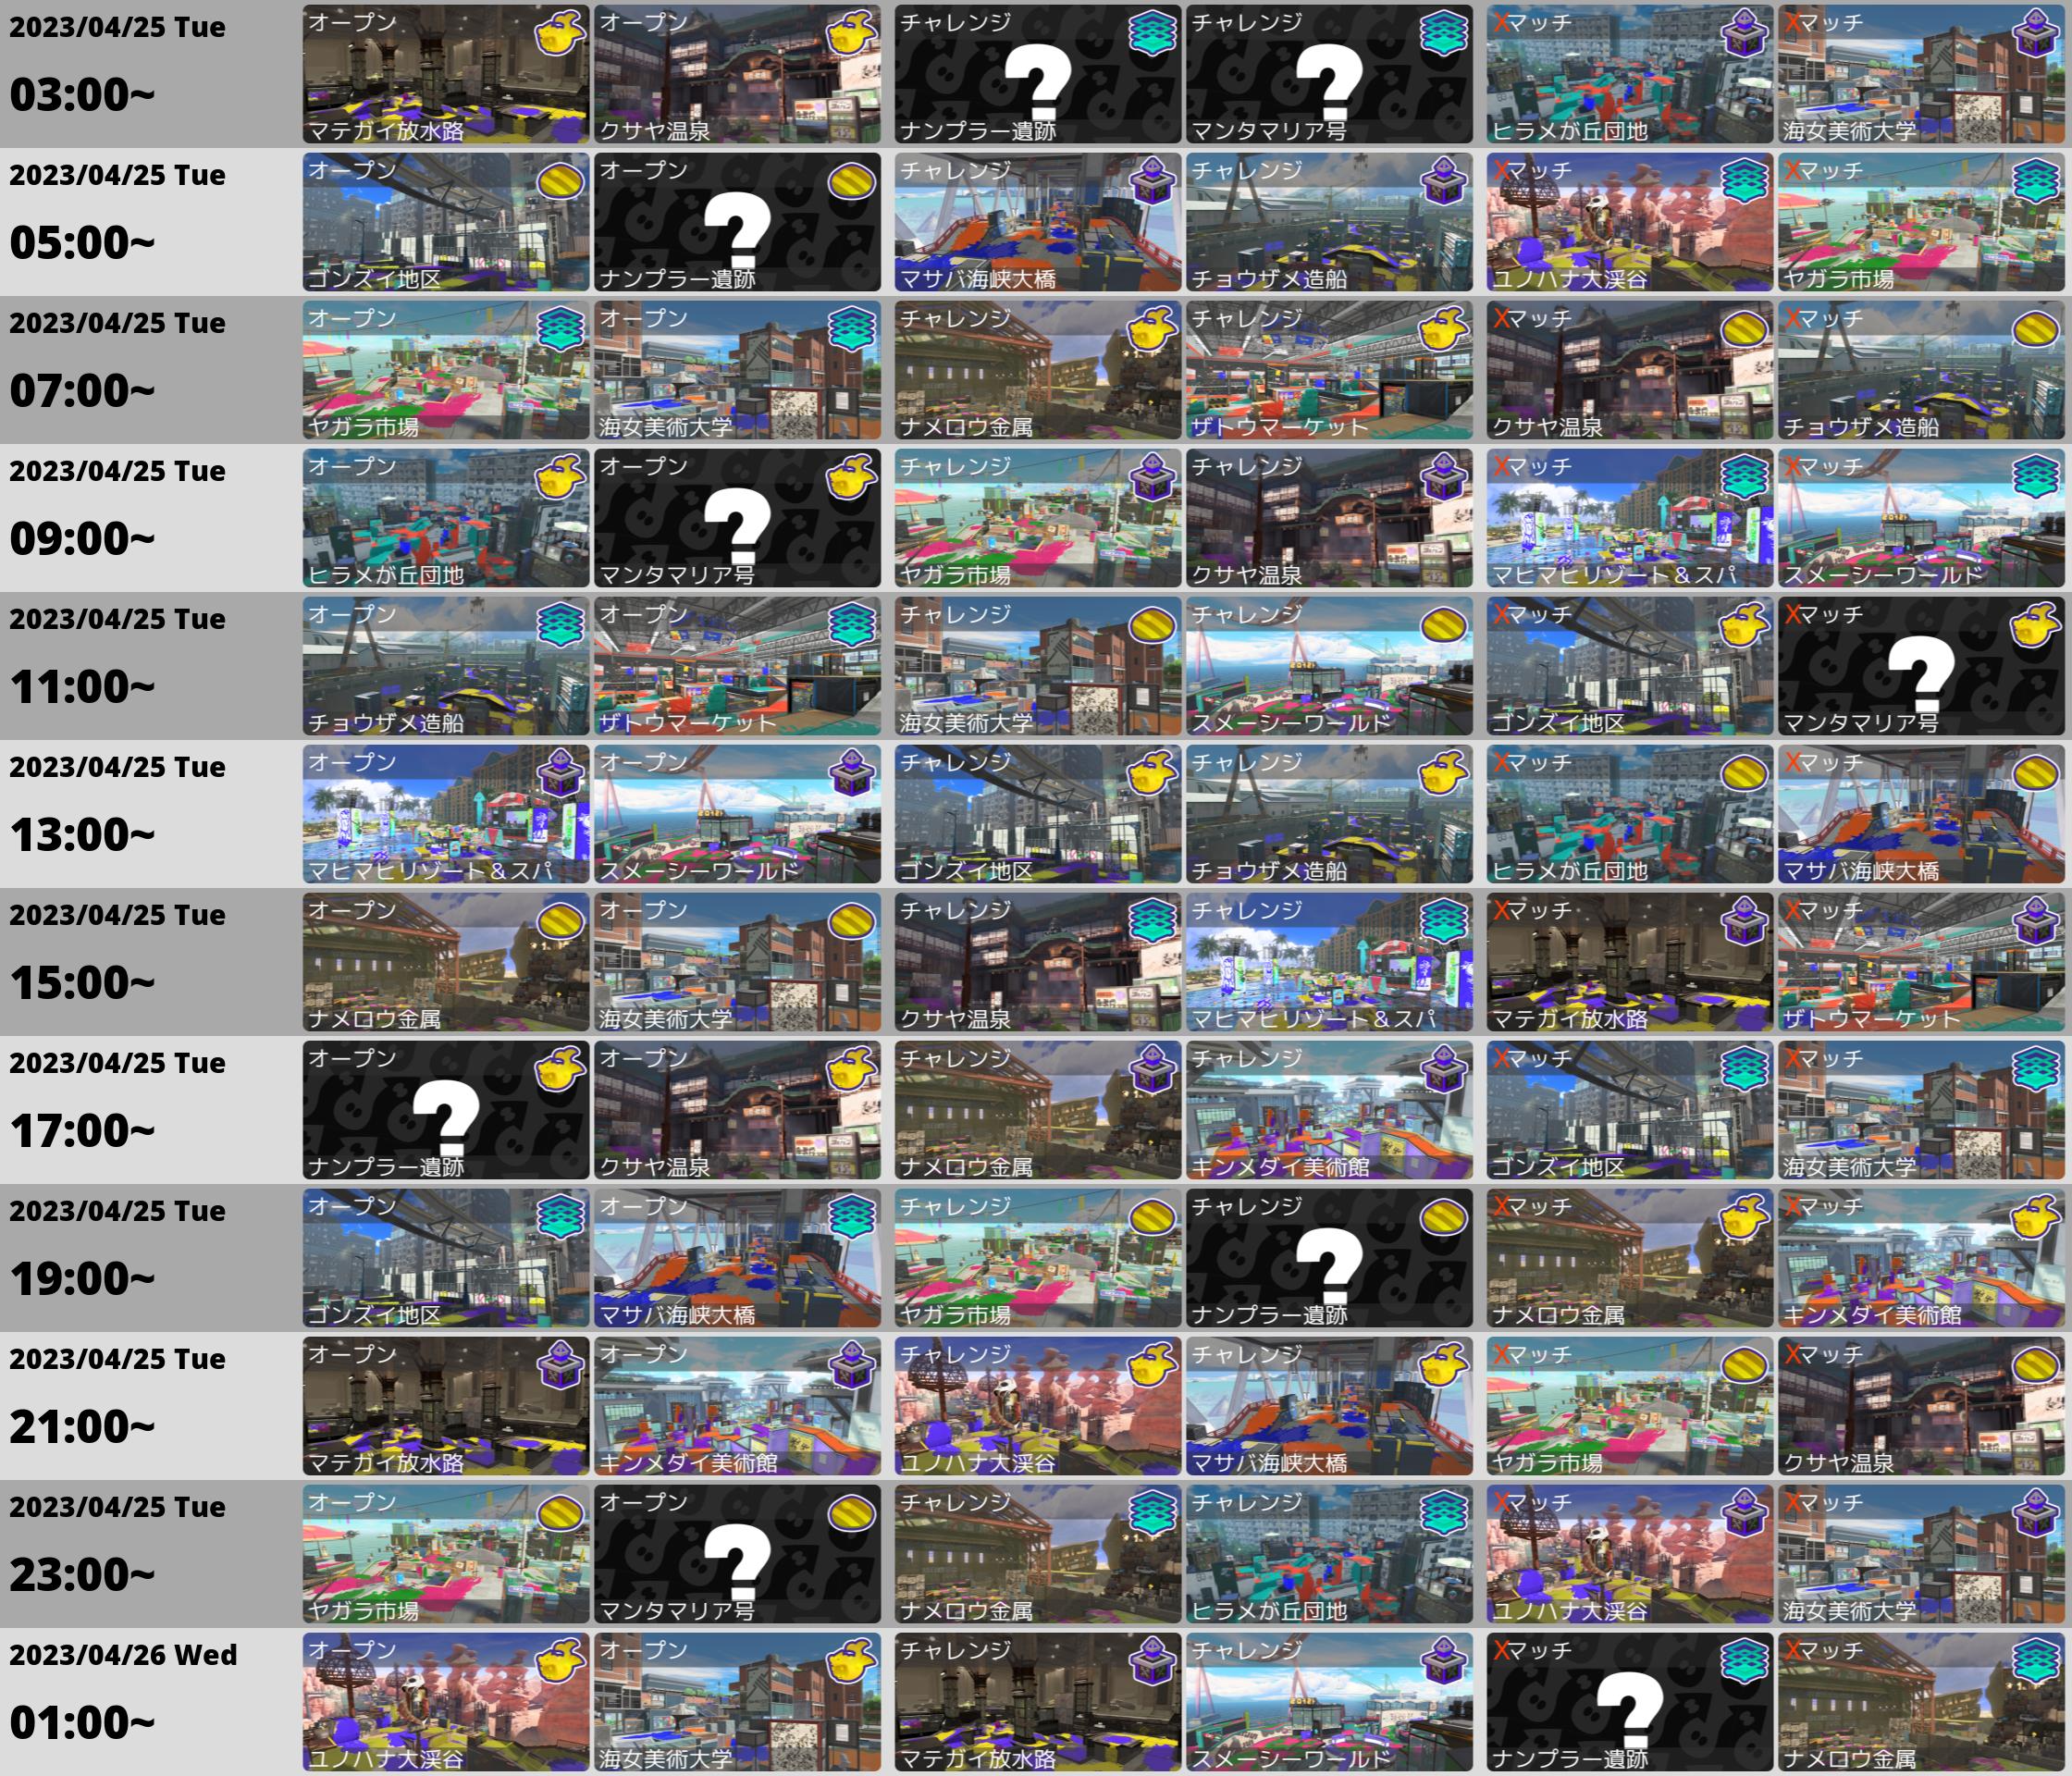 2023/04/25 Tue
03:00~
オープン
マテガイ放水路
オープン
クサヤ温泉
チャレンジ
ナンプラー遺跡
チャレンジ
マンタマリア号
Xマッチ
ヒラメが丘団地
Xマッチ
海女美術大学
2023/04/25 Tue
05:00~
オープン
ゴンズイ地区
オープン
ナンプラー遺跡
チャレンジ
マサバ海峡大橋
チャレンジ
チョウザメ造船
Xマッチ
ユノハナ大渓谷
Xマッチ
ヤガラ市場
2023/04/25 Tue
07:00~
オープン
ヤガラ市場
オープン
海女美術大学
チャレンジ
ナメロウ金属
チャレンジ
ザトウマーケット
Xマッチ
クサヤ温泉
Xマッチ
チョウザメ造船
2023/04/25 Tue
09:00~
オープン
ヒラメが丘団地
オープン
マンタマリア号
チャレンジ
ヤガラ市場
チャレンジ
クサヤ温泉
Xマッチ
マヒマヒリゾート&スパ
Xマッチ
スメーシーワールド
2023/04/25 Tue
11:00~
オープン
チョウザメ造船
オープン
ザトウマーケット
チャレンジ
海女美術大学
チャレンジ
スメーシーワールド
Xマッチ
ゴンズイ地区
Xマッチ
マンタマリア号
2023/04/25 Tue
13:00~
オープン
マヒマヒリゾート&スパ
オープン
スメーシーワールド
チャレンジ
ゴンズイ地区
チャレンジ
チョウザメ造船
Xマッチ
ヒラメが丘団地
Xマッチ
マサバ海峡大橋
2023/04/25 Tue
15:00~
オープン
ナメロウ金属
オープン
海女美術大学
チャレンジ
クサヤ温泉
チャレンジ
マヒマヒリゾート&スパ
Xマッチ
マテガイ放水路
Xマッチ
ザトウマーケット
2023/04/25 Tue
17:00~
オープン
ナンプラー遺跡
オープン
クサヤ温泉
チャレンジ
ナメロウ金属
チャレンジ
キンメダイ美術館
Xマッチ
ゴンズイ地区
Xマッチ
海女美術大学
2023/04/25 Tue
19:00~
オープン
ゴンズイ地区
オープン
マサバ海峡大橋
チャレンジ
ヤガラ市場
チャレンジ
ナンプラー遺跡
Xマッチ
ナメロウ金属
Xマッチ
キンメダイ美術館
2023/04/25 Tue
21:00~
オープン
マテガイ放水路
オープン
キンメダイ美術館
チャレンジ
ユノハナ大渓谷
チャレンジ
マサバ海峡大橋
Xマッチ
ヤガラ市場
Xマッチ
クサヤ温泉
2023/04/25 Tue
23:00~
オープン
ヤガラ市場
オープン
マンタマリア号
チャレンジ
ナメロウ金属
チャレンジ
ヒラメが丘団地
Xマッチ
ユノハナ大渓谷
Xマッチ
海女美術大学
2023/04/26 Wed
01:00~
オープン
ユノハナ大渓谷
オープン
海女美術大学
チャレンジ
マテガイ放水路
チャレンジ
スメーシーワールド
Xマッチ
ナンプラー遺跡
Xマッチ
ナメロウ金属